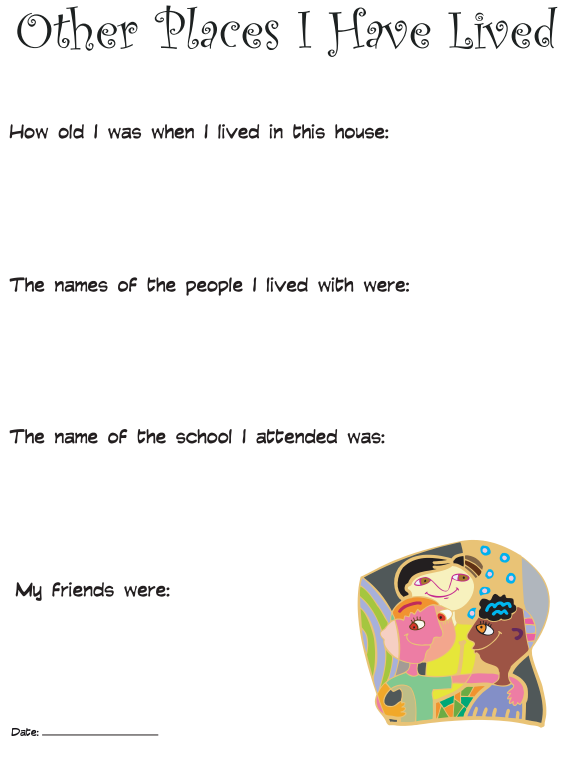 Other Places I Have Lived
How old I was when I lived in this house:
The names of the people I lived with were:
The name of the school I attended was:
My friends were:
Date: